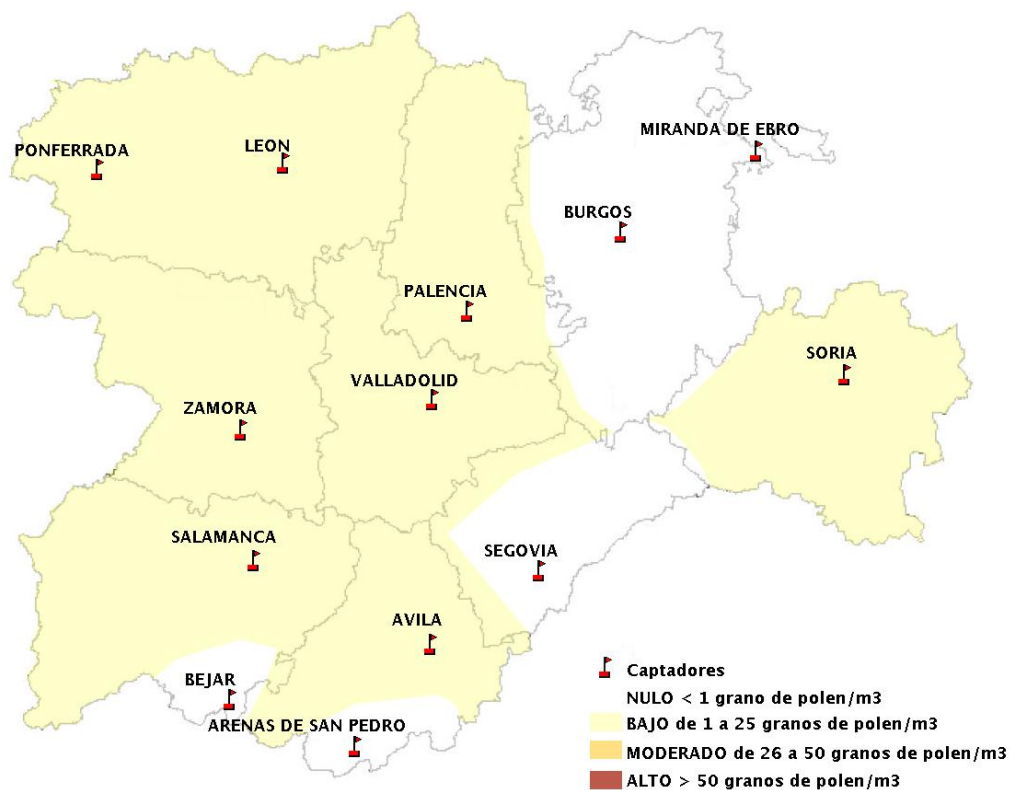 MIRANDA DE EBRO
PONFERRADA
LEON
BURGOS
PALENCIA
SORIA
VALLADOLID
ZAMORA
SALAMANCA
SEGOVIA
AVILA
BEJAR
ARENAS DE SAN PEDRO
Captadores
NULO < 1 grano de polen/m3
BAJO de 1 a 25 granos de polen/m3
MODERADO de 26 a 50 granos de polen/m3
ALTO > 50 granos de polen/m3